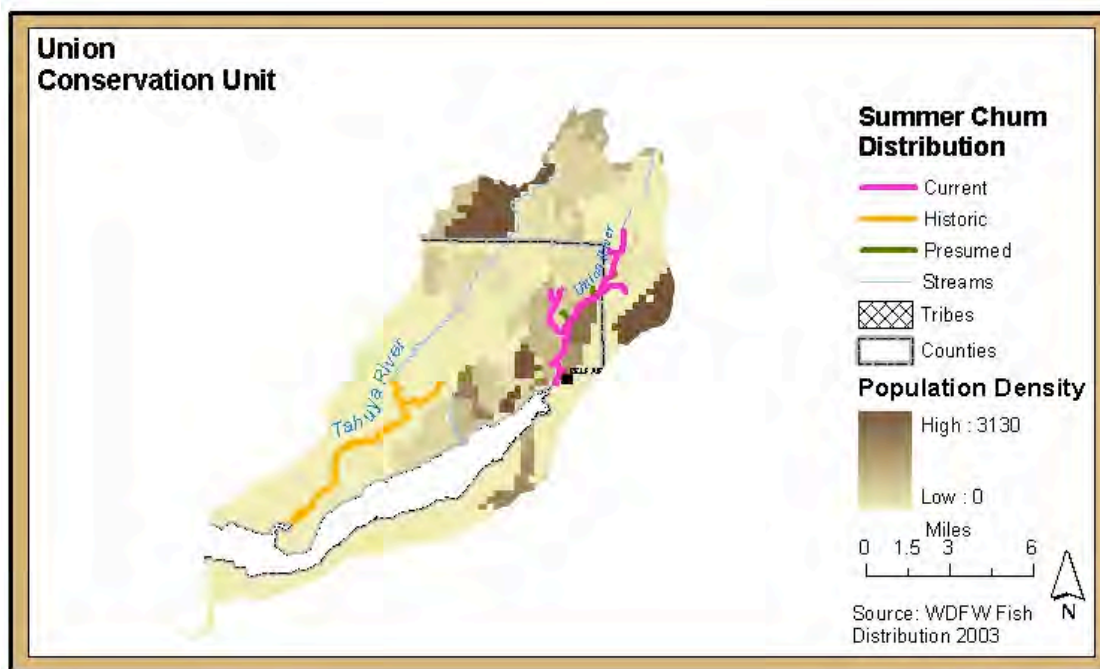 Union
Conservation Unit
Summer Chum
Distribution
Current
Historic
Presumed
Streams
Tribes
Counties
Population Density
High : 3130
Low : 0
Miles
0 1.5 3 6
N
Source: WDFW Fish
Distribution 2003
Union River
Tahuya River